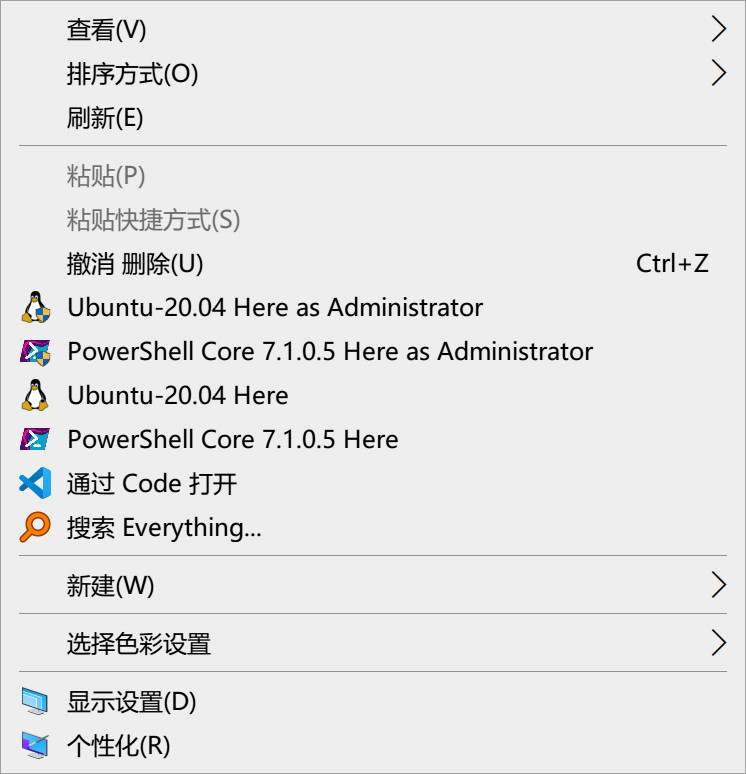 查看(V)
排序方式(O)
刷新(E)
粘贴(P)
粘贴快捷方式(S)
撤消 删除(U) Ctrl+Z
Ubuntu-20.04 Here as Administrator
PowerShell Core 7.1.0.5 Here as Administrator
Ubuntu-20.04 Here
PowerShell Core 7.1.0.5 Here
通过 Code 打开
搜索 Everything...
新建(W)
选择色彩设置
显示设置(D)
个性化(R)